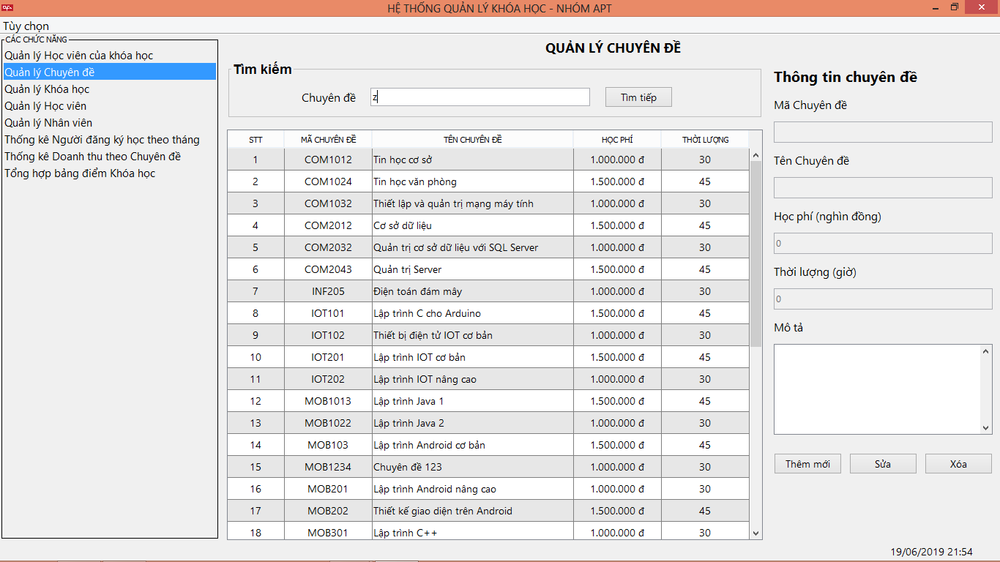 HỆ THỐNG QUẢN LÝ KHÓA HỌC - NHÓM APT
Tùy chọn
CÁC CHỨC NĂNG
Quản lý Học viên của khóa học
Quản lý Chuyên đề
Quản lý Khóa học
Quản lý Học viên
Quản lý Nhân viên
Thống kê Người đăng ký học theo tháng
Thống kê Doanh thu theo Chuyên đề
Tổng hợp bảng điểm Khóa học
QUẢN LÝ CHUYÊN ĐỀ
Tìm kiếm
Chuyên đề z Tìm tiếp
STT MÃ CHUYÊN ĐỀ TÊN CHUYÊN ĐỀ HỌC PHÍ THỜI LƯỢNG
1 COM1012 Tin học cơ sở 1.000.000 đ 30
2 COM1024 Tin học văn phòng 1.500.000 đ 45
3 COM1032 Thiết lập và quản trị mạng máy tính 1.000.000 đ 30
4 COM2012 Cơ sở dữ liệu 1.500.000 đ 45
5 COM2032 Quản trị cơ sở dữ liệu với SQL Server 1.000.000 đ 30
6 COM2043 Quản trị Server 1.500.000 đ 45
7 INF205 Điện toán đám mây 1.000.000 đ 30
8 IOT101 Lập trình C cho Arduino 1.500.000 đ 45
9 IOT102 Thiết bị điện tử IOT cơ bản 1.000.000 đ 30
10 IOT201 Lập trình IOT cơ bản 1.500.000 đ 45
11 IOT202 Lập trình IOT nâng cao 1.000.000 đ 30
12 MOB1013 Lập trình Java 1 1.500.000 đ 45
13 MOB1022 Lập trình Java 2 1.000.000 đ 30
14 MOB103 Lập trình Android cơ bản 1.500.000 đ 45
15 MOB1234 Chuyên đề 123 1.000.000 đ 30
16 MOB201 Lập trình Android nâng cao 1.000.000 đ 30
17 MOB202 Thiết kế giao diện trên Android 1.500.000 đ 45
18 MOB301 Lập trình C++ 1.000.000 đ 30
Thông tin chuyên đề
Mã Chuyên đề
Tên Chuyên đề
Học phí (nghìn đồng)
0
Thời lượng (giờ)
0
Mô tả
Thêm mới Sửa Xóa
19/06/2019 21:54